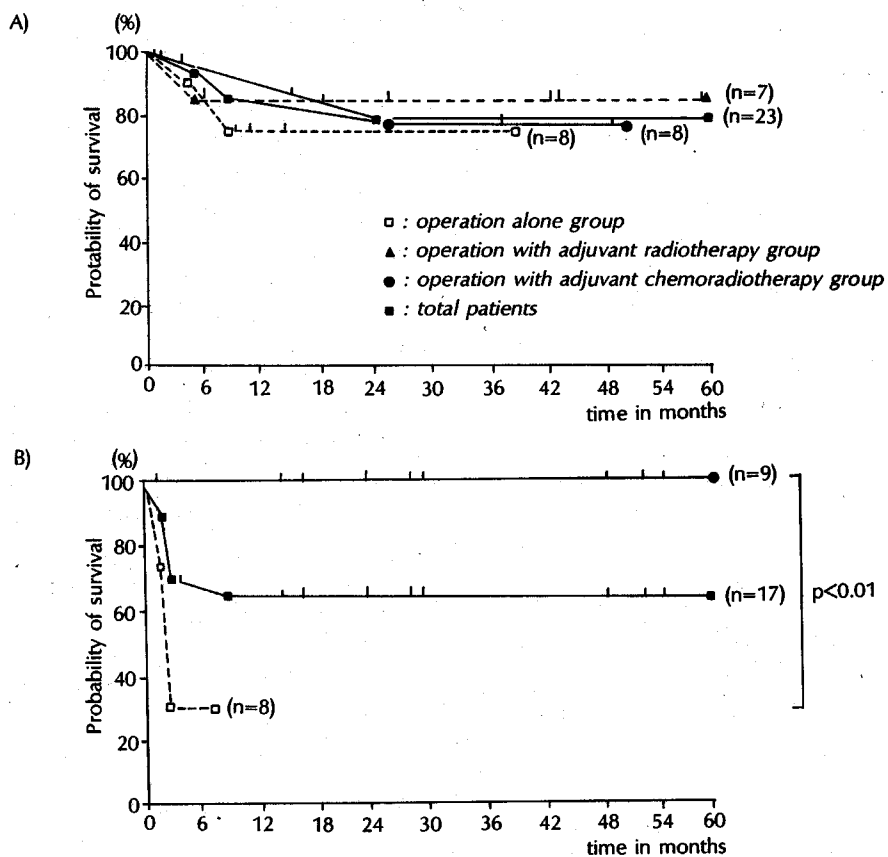 A)
(%)
100
80
60
40
20
0
Protability of survival
(n=7)
(n=23)
(n=8)
(n=8)
□ : operation alone group
▲ : operation with adjuvant radiotherapy group
● : operation with adjuvant chemoradiotherapy group
■ : total patients
0 6 12 18 24 30 36 42 48 54 60
time in months
B)
(%)
100
80
60
40
20
0
Probability of survival
(n=9)
(n=17)
(n=8)
p<0.01
0 6 12 18 24 30 36 42 48 54 60
time in months